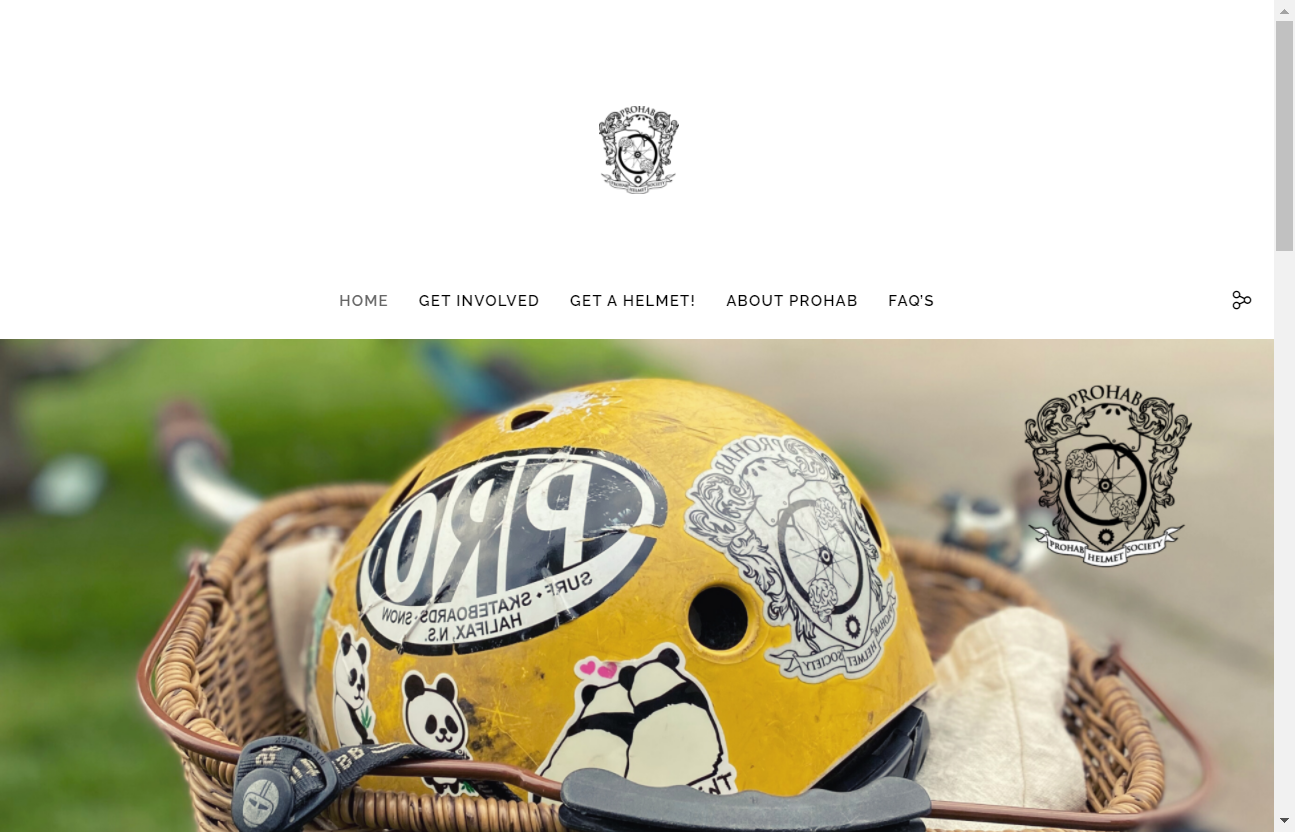 PROHAB
PROHAB HELMET SOCIETY
HOME GET INVOLVED GET A HELMET! ABOUT PROHAB FAQ'S
PROHAB
PROHAB HELMET SOCIETY
PRO
SURF • SKATEBOARDS • SNOW
HALIFAX, N.S.
PROHAB
PROHAB HELMET SOCIETY